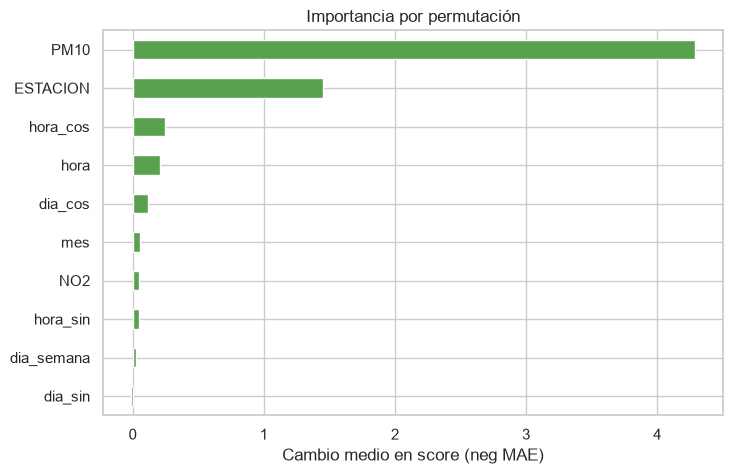 Importancia por permutación
PM10
ESTACION
hora_cos
hora
dia_cos
mes
NO2
hora_sin
dia_semana
dia_sin
0 1 2 3 4
Cambio medio en score (neg MAE)